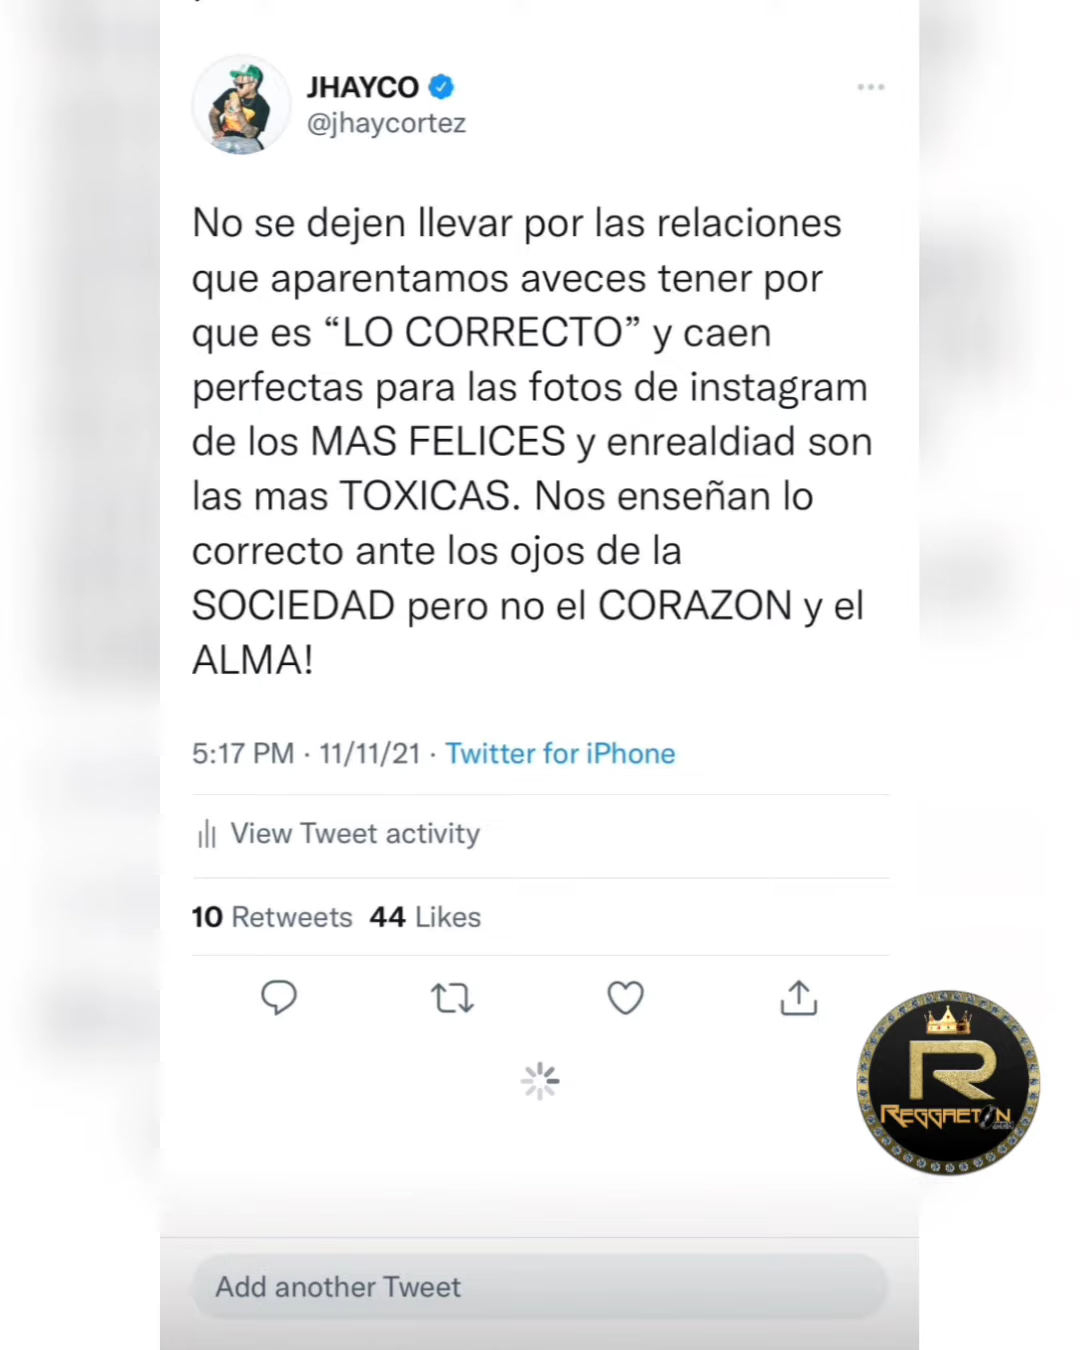 JHAYCO
@jhaycortez
No se dejen llevar por las relaciones
que aparentamos aveces tener por
que es “LO CORRECTO” y caen
perfectas para las fotos de instagram
de los MAS FELICES y enrealdiad son
las mas TOXICAS. Nos enseñan lo
correcto ante los ojos de la
SOCIEDAD pero no el CORAZON y el
ALMA!
5:17 PM · 11/11/21 · Twitter for iPhone
View Tweet activity
10 Retweets 44 Likes
R
REGGAETON
Add another Tweet